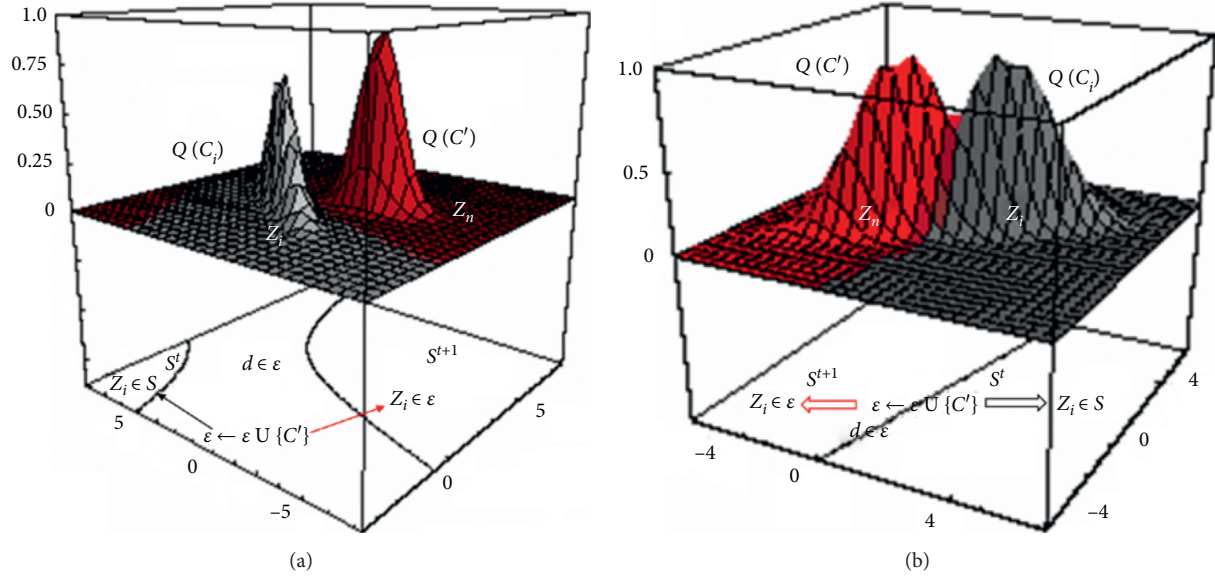 1.0
0.75
0.50
0.25
0
Q (C_i)
Q (C′)
Z_i
Z_n
S^t
Z_i ∈ S
d ∈ ε
S^{t+1}
Z_i ∈ ε
ε ← ε U {C′}
5
0
–5
0
5
(a)
1.0
0.5
0
Q (C′)
Q (C_i)
Z_n
Z_i
S^{t+1}
S^t
Z_i ∈ ε
ε ← ε U {C′}
Z_i ∈ S
d ∈ ε
–4
0
4
–4
0
4
(b)